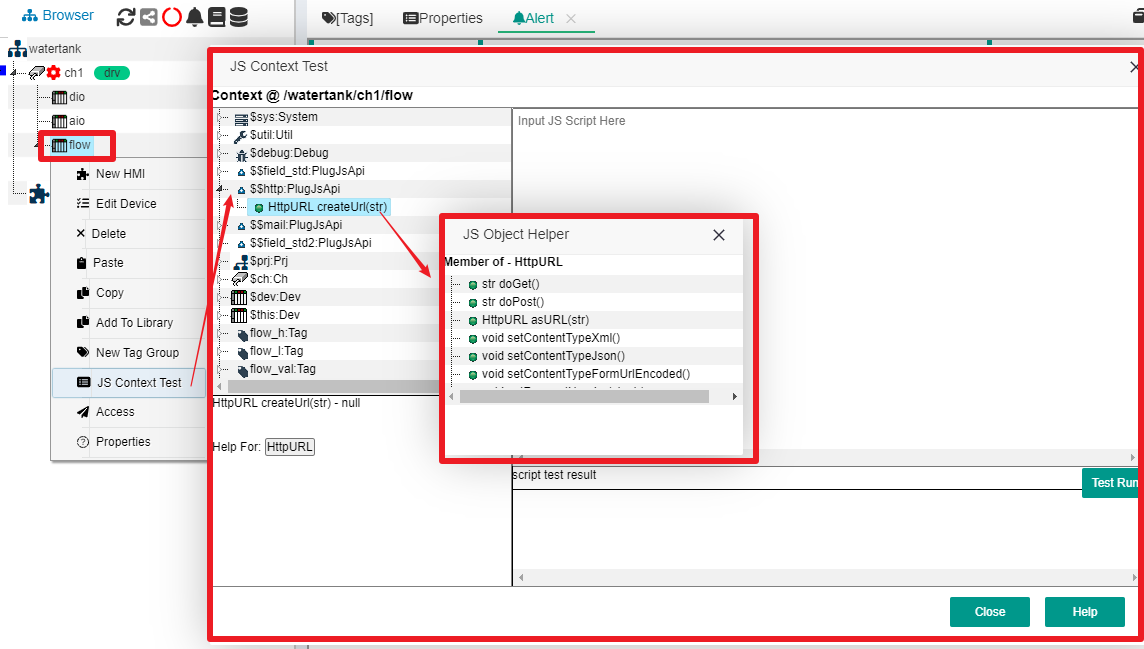 Browser
[Tags]
Properties
Alert
watertank
ch1 drv
dio
aio
flow
New HMI
Edit Device
Delete
Paste
Copy
Add To Library
New Tag Group
JS Context Test
Access
Properties
JS Context Test
Context @ /watertank/ch1/flow
$sys:System
$util:Util
$debug:Debug
$$field_std:PlugJsApi
$$http:PlugJsApi
HttpURL createUrl(str)
$$mail:PlugJsApi
$$field_std2:PlugJsApi
$prj:Prj
$ch:Ch
$dev:Dev
$this:Dev
flow_h:Tag
flow_l:Tag
flow_val:Tag
HttpURL createUrl(str) - null
Help For: HttpURL
Input JS Script Here
JS Object Helper
Member of - HttpURL
str doGet()
str doPost()
HttpURL asURL(str)
void setContentTypeXml()
void setContentTypeJson()
void setContentTypeFormUrlEncoded()
script test result
Test Run
Close
Help